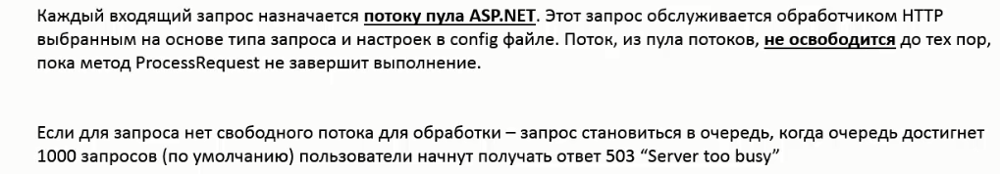 Каждый входящий запрос назначается потоку пула ASP.NET. Этот запрос обслуживается обработчиком HTTP
выбранным на основе типа запроса и настроек в config файле. Поток, из пула потоков, не освободится до тех пор,
пока метод ProcessRequest не завершит выполнение.
Если для запроса нет свободного потока для обработки – запрос становиться в очередь, когда очередь достигнет
1000 запросов (по умолчанию) пользователи начнут получать ответ 503 “Server too busy”